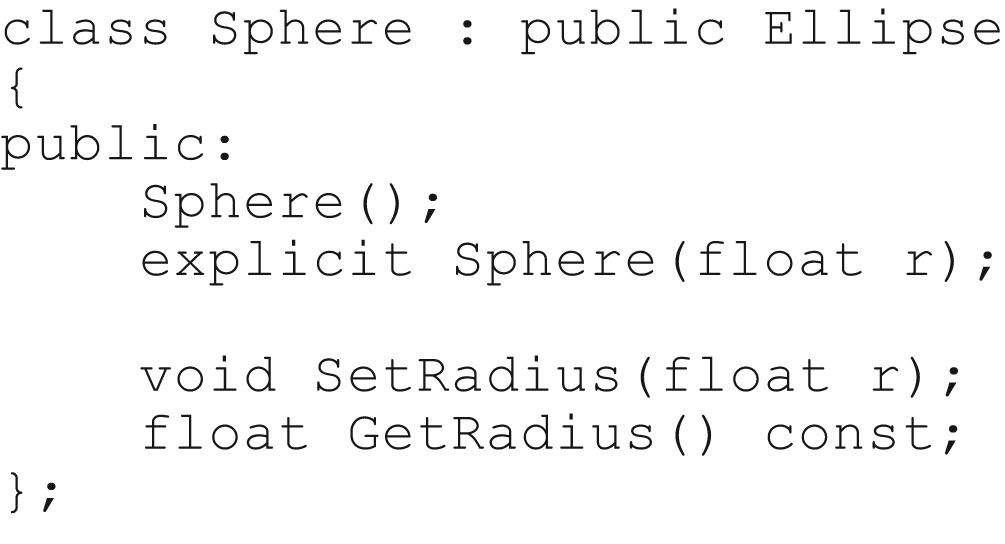 class Sphere : public Ellipse
{
public:
    Sphere();
    explicit Sphere(float r);

    void SetRadius(float r);
    float GetRadius() const;
};